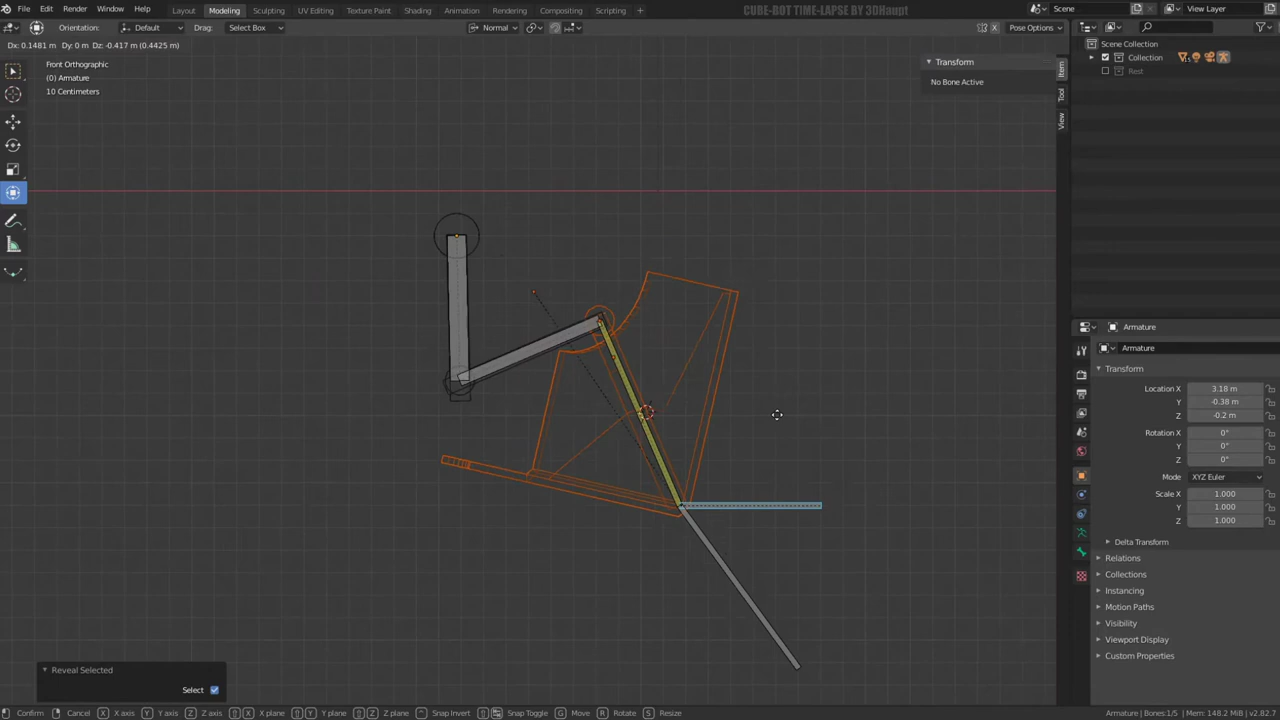 File Edit Render Window Help Layout Modeling Sculpting UV Editing Texture Paint Shading Animation Rendering Compositing Scripting CUBE-BOT TIME-LAPSE BY 3DHaupt Scene View Layer
Orientation: Default Drag: Select Box Normal X Pose Options
Dx: 0.1481 m Dy: 0 m Dz: -0.417 m (0.4425 m)
Front Orthographic
(0) Armature
10 Centimeters
Transform
No Bone Active
Item
Tool
View
Scene Collection
Collection
Rest
Armature
Armature
Transform
Location X 3.18 m
Y -0.38 m
Z -0.2 m
Rotation X 0°
Y 0°
Z 0°
Mode XYZ Euler
Scale X 1.000
Y 1.000
Z 1.000
Delta Transform
Relations
Collections
Instancing
Motion Paths
Visibility
Viewport Display
Custom Properties
Reveal Selected
Select
Confirm Cancel X X axis Y Y axis Z Z axis X X plane Y Y plane Z Z plane Snap Invert Snap Toggle G Move R Rotate S Resize Armature | Bones:1/5 | Mem: 148.2 MiB | v2.82.7